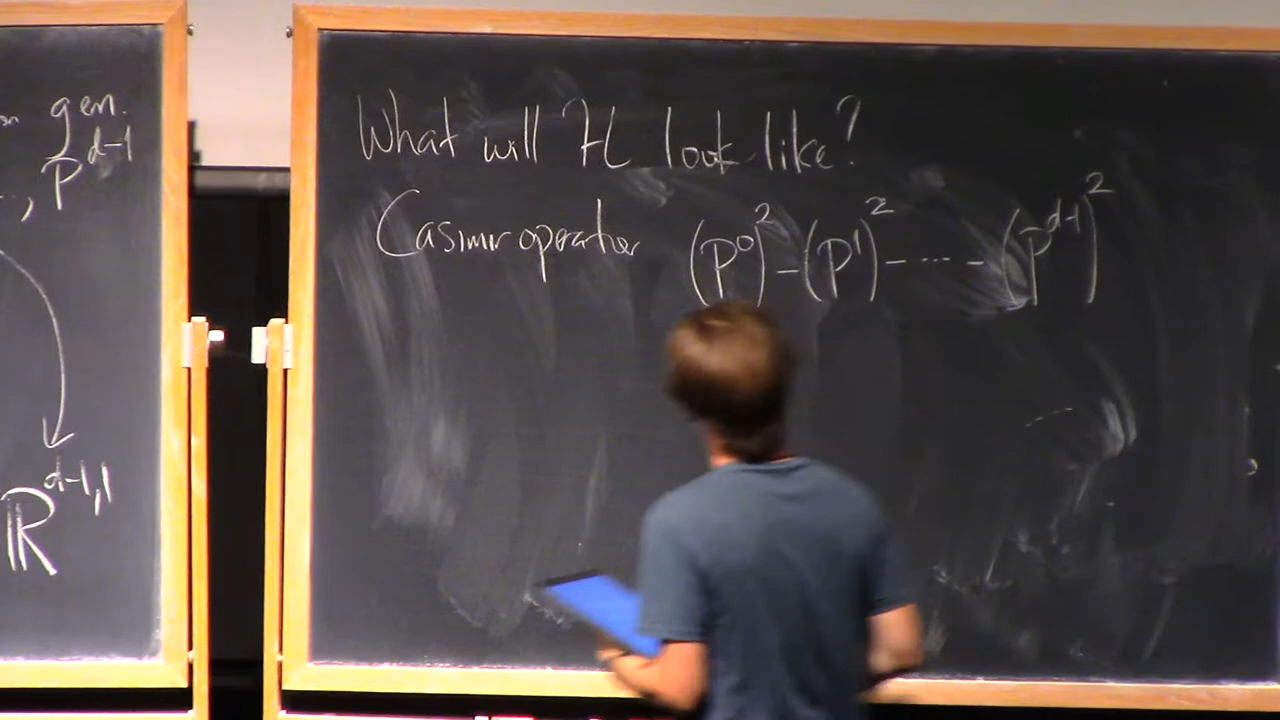 gen.
, P^{d-1}
ℝ^{d-1,1}
What will ℋ look like?
Casimir operator (P⁰)² - (P¹)² - ... - (P^{d-1})²